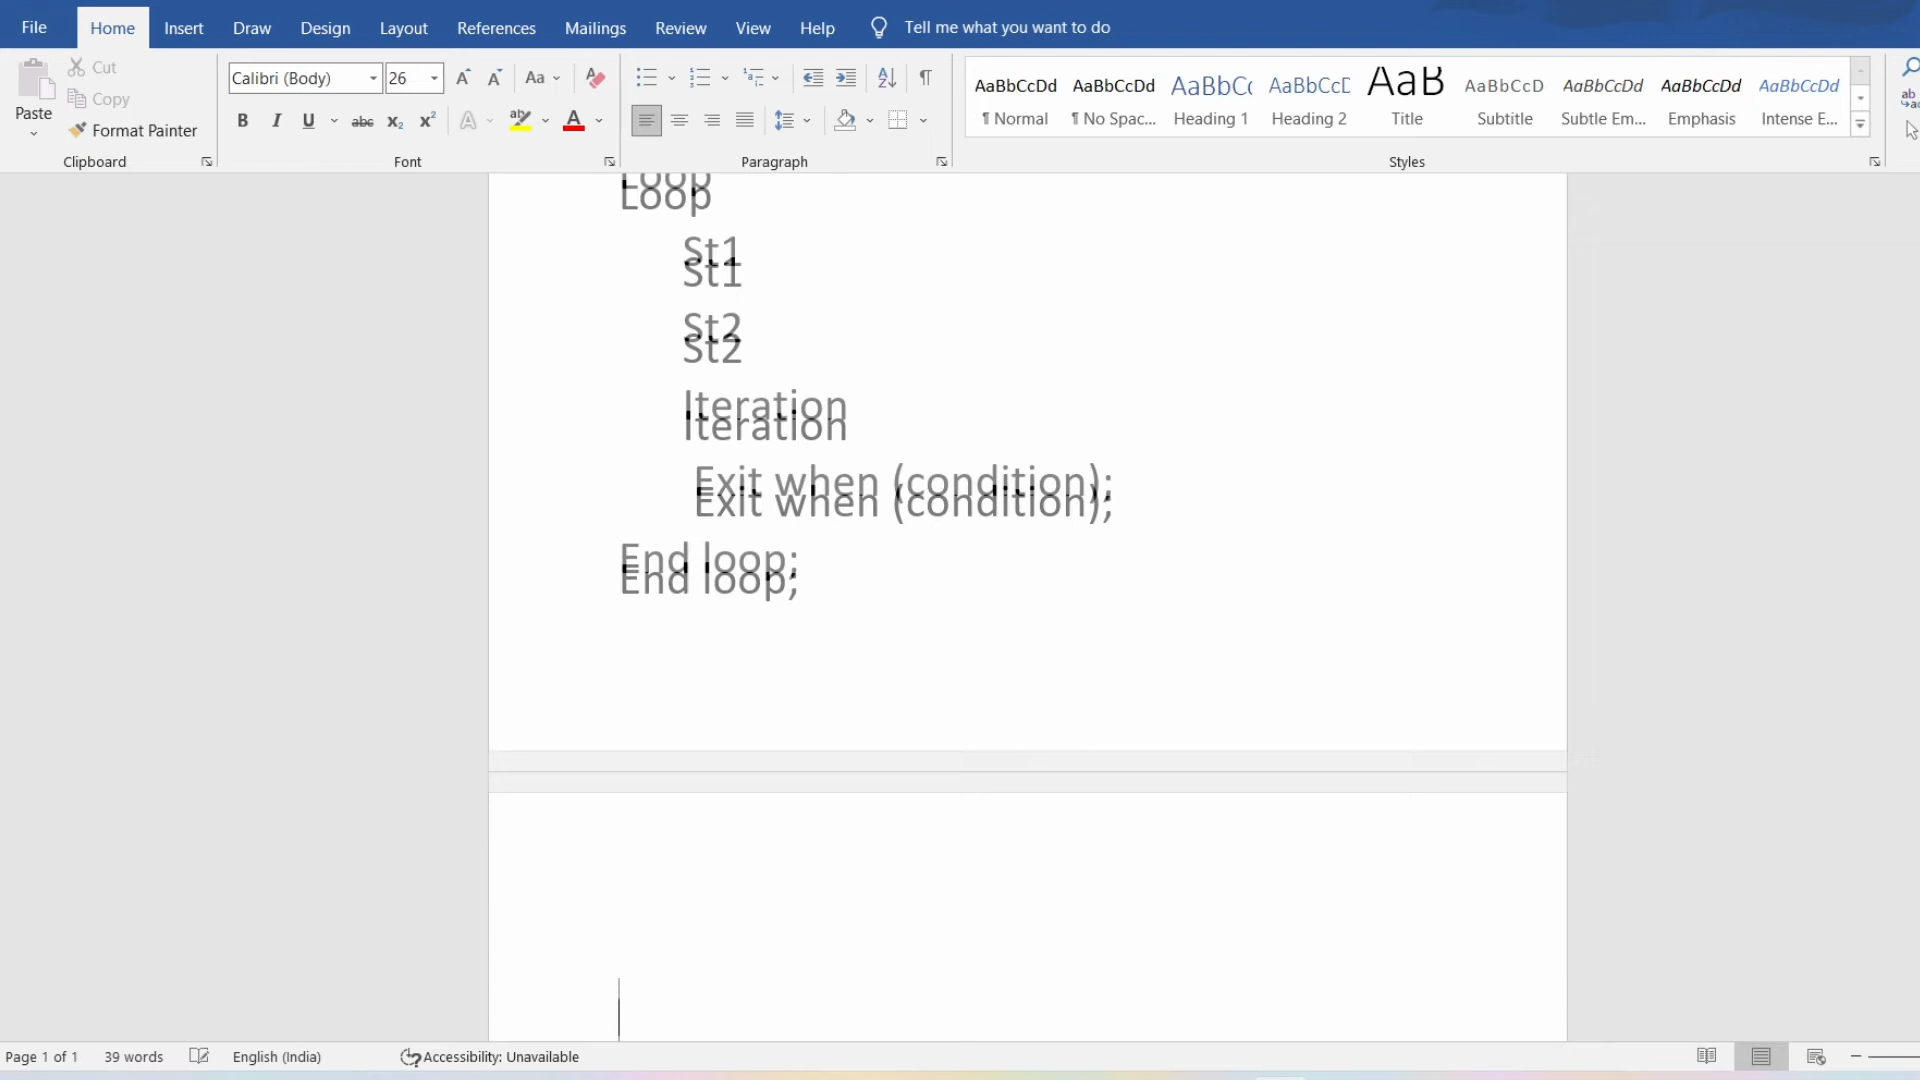 File Home Insert Draw Design Layout References Mailings Review View Help Tell me what you want to do
Cut
Copy
Paste
Format Painter
Clipboard
Calibri (Body) 26
Font
Paragraph
AaBbCcDd AaBbCcDd AaBbCc AaBbCcD AaB AaBbCcD AaBbCcDd AaBbCcDd AaBbCcDd
¶ Normal ¶ No Spac... Heading 1 Heading 2 Title Subtitle Subtle Em... Emphasis Intense E...
Styles
Loop
St1
St2
Iteration
Exit when (condition);
End loop;
Page 1 of 1 39 words English (India) Accessibility: Unavailable